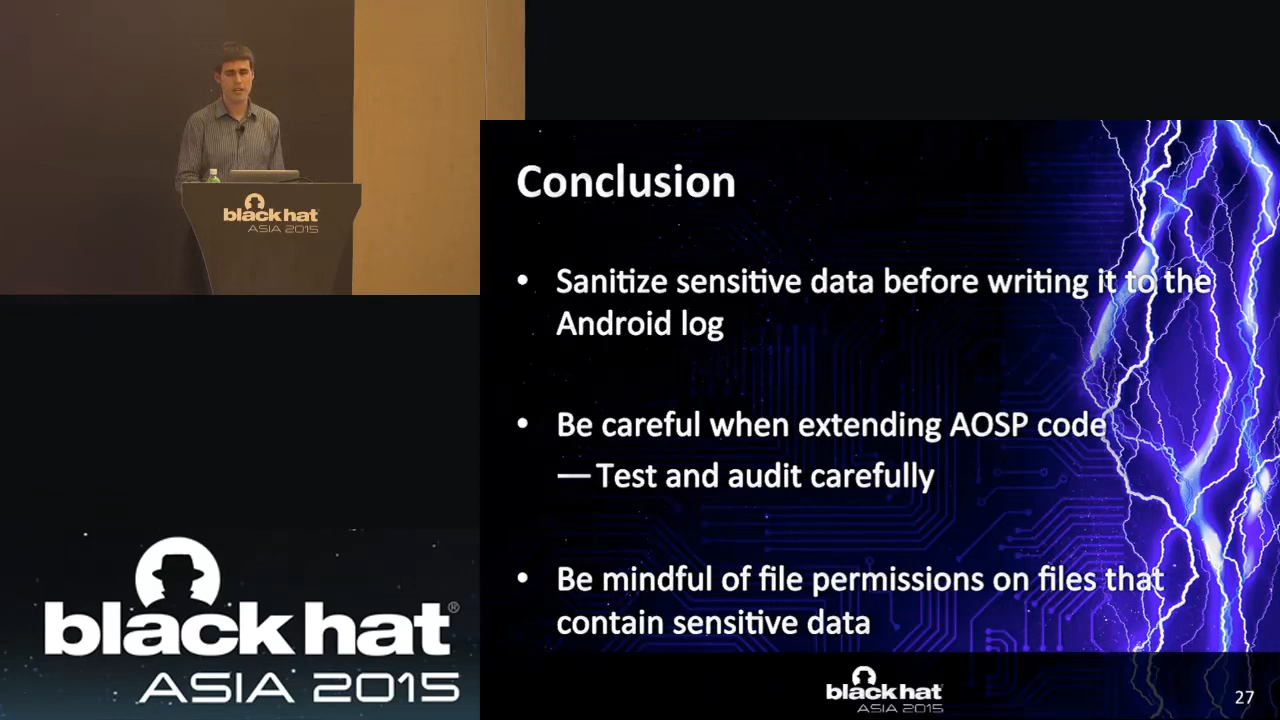 black hat
ASIA 2015
Conclusion
• Sanitize sensitive data before writing it to the
Android log
• Be careful when extending AOSP code
— Test and audit carefully
• Be mindful of file permissions on files that
contain sensitive data
black hat®
ASIA 2015
black hat
ASIA 2015
27